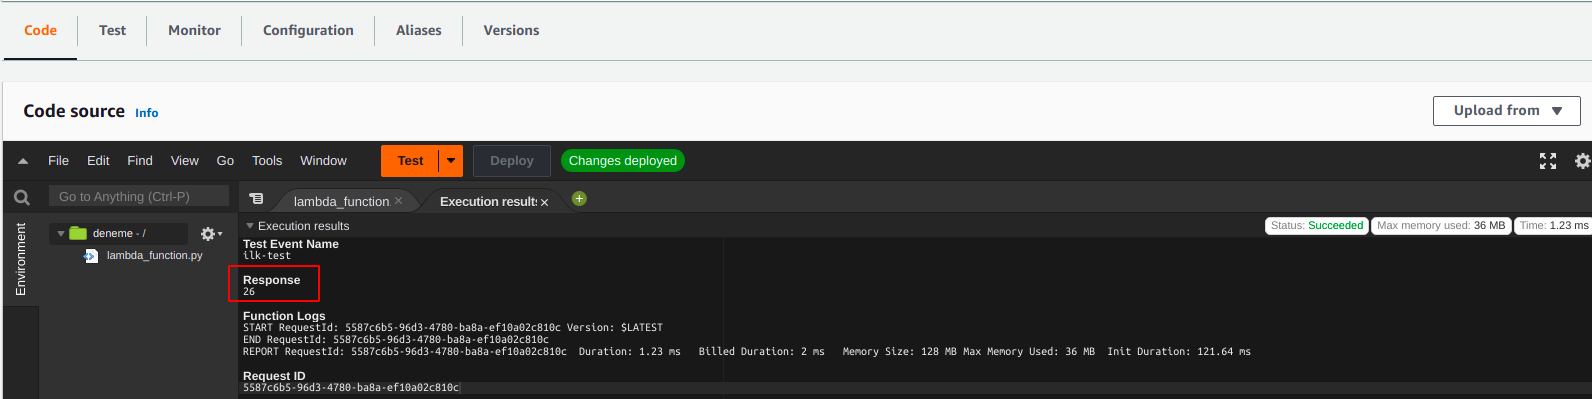 Code Test Monitor Configuration Aliases Versions
Code source Info
Upload from
File Edit Find View Go Tools Window Test Deploy Changes deployed
Go to Anything (Ctrl-P)
lambda_function Execution results
Environment
deneme - /
lambda_function.py
Execution results
Status: Succeeded Max memory used: 36 MB Time: 1.23 ms
Test Event Name
ilk-test
Response
26
Function Logs
START RequestId: 5587c6b5-96d3-4780-ba8a-ef10a02c810c Version: $LATEST
END RequestId: 5587c6b5-96d3-4780-ba8a-ef10a02c810c
REPORT RequestId: 5587c6b5-96d3-4780-ba8a-ef10a02c810c Duration: 1.23 ms Billed Duration: 2 ms Memory Size: 128 MB Max Memory Used: 36 MB Init Duration: 121.64 ms
Request ID
5587c6b5-96d3-4780-ba8a-ef10a02c810c